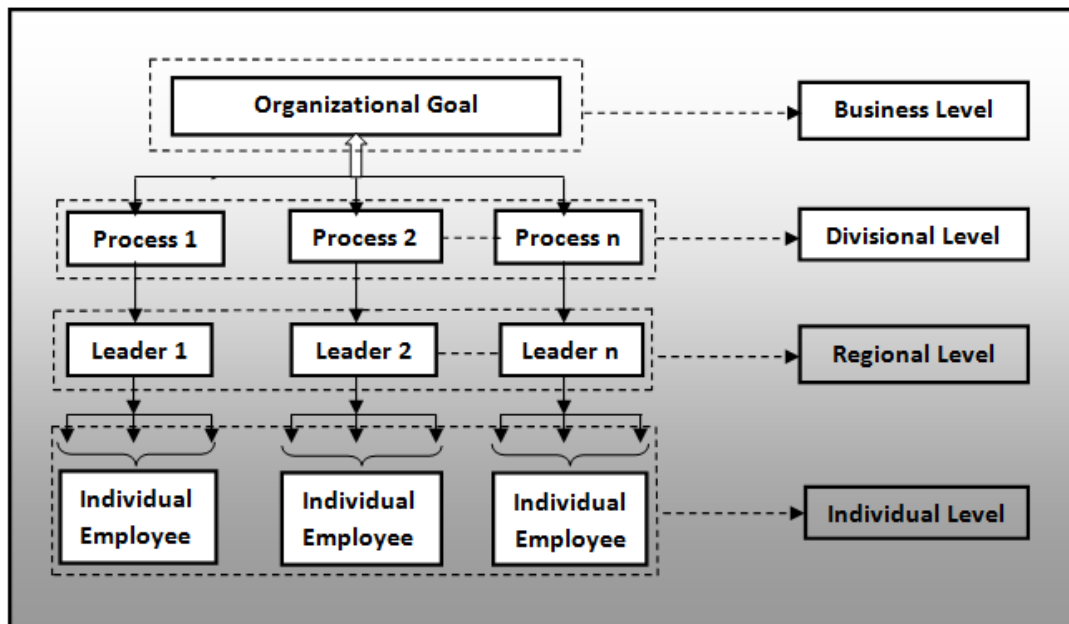 Organizational Goal
Business Level
Process 1
Process 2
Process n
Divisional Level
Leader 1
Leader 2
Leader n
Regional Level
Individual
Employee
Individual
Employee
Individual
Employee
Individual Level